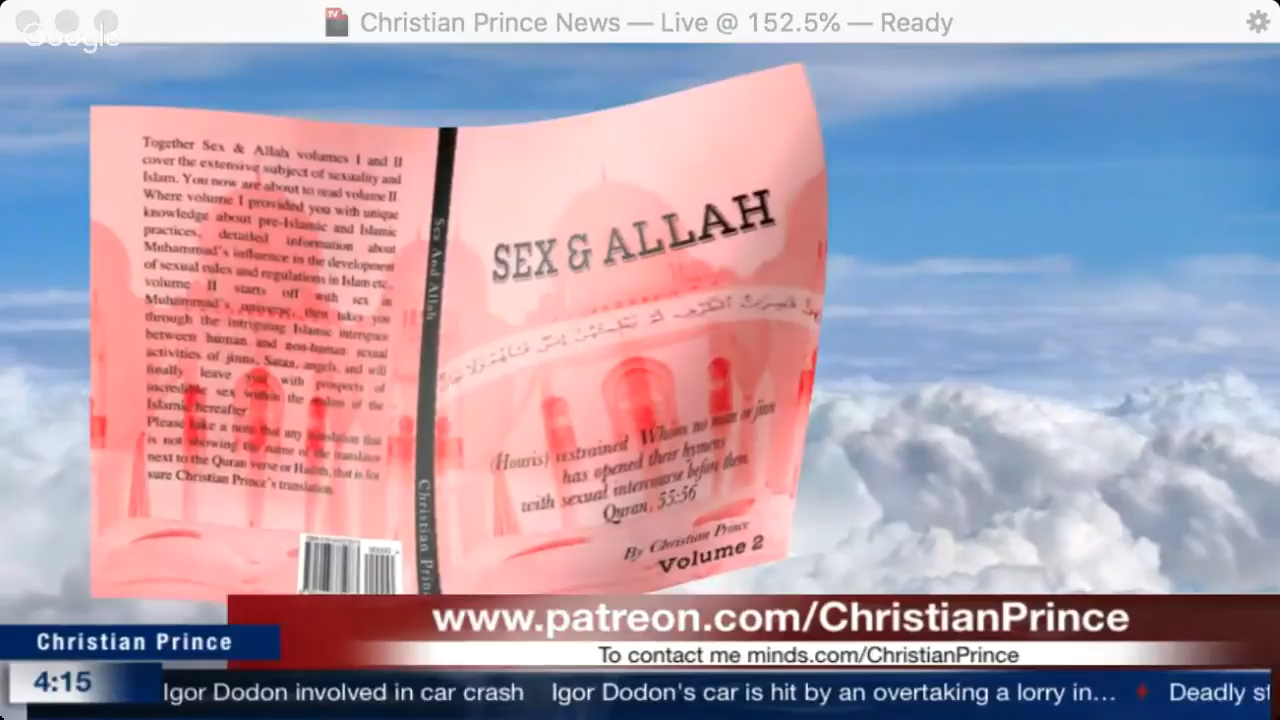 TV
Christian Prince News — Live @ 152.5% — Ready
Google
Together Sex & Allah volumes I and II
cover the extensive subject of sexuality and
Islam. You now are about to read volume II
Where volume I provided you with unique
knowledge about pre-Islamic and Islamic
practices, detailed information about
Muhammad's influence in the development
of sexual rules and regulations in Islam etc.
volume II starts off with sex in
Muhammad's universe, then takes you
through the intriguing Islamic intrigues
between human and non-human sexual
activities of jinns, Satan, angels, and will
finally leave you with prospects of
incredible sex within the realms of the
Islamic hereafter
Please take a note that any translation that
is not showing the name of the translator
next to the Quran verse or Hadith, that is for
sure Christian Prince's translation.
Sex And Allah
Christian Prin
SEX & ALLAH
(Houris) restrained Whom no man or jinn
has opened their hymens
with sexual intercourse before them.
Quran, 55:56
By Christian Prince
Volume 2
www.patreon.com/ChristianPrince
Christian Prince
To contact me minds.com/ChristianPrince
4:15
Igor Dodon involved in car crash Igor Dodon's car is hit by an overtaking a lorry in... Deadly st